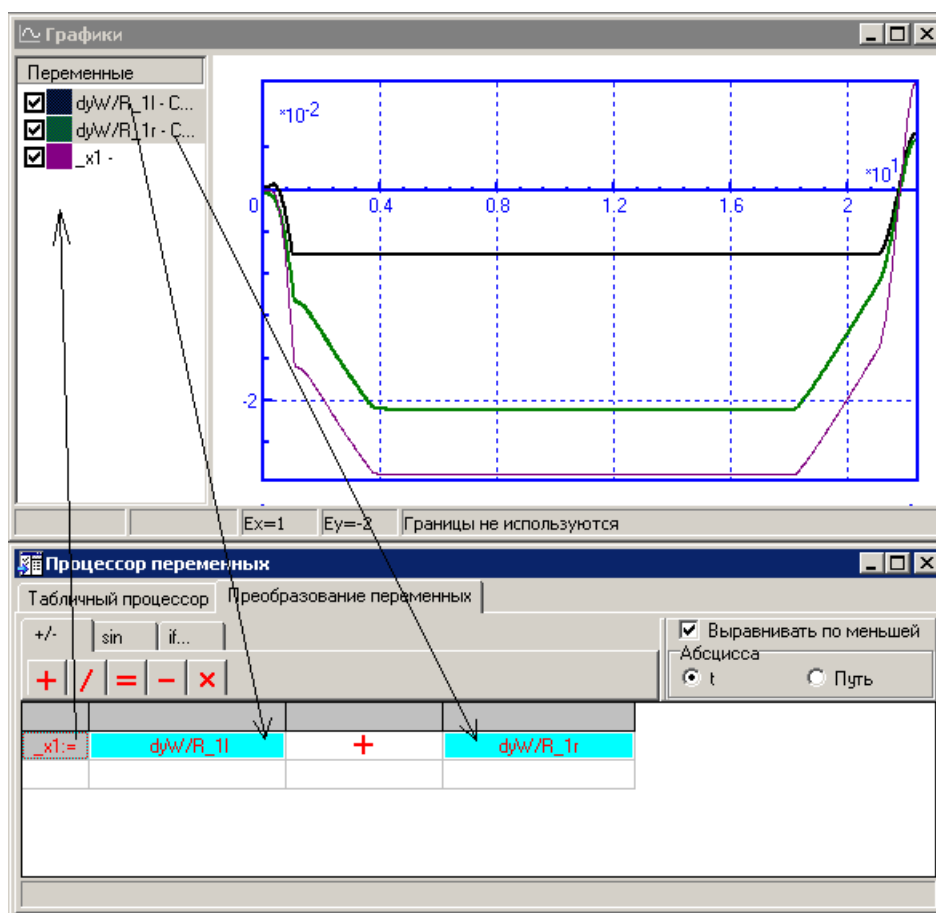 Графики
Переменные
dyW/R_1l - C...
dyW/R_1r - C...
_x1 -
*10-2
*101
0 0.4 0.8 1.2 1.6 2
-2
Ex=1 Ey=-2 Границы не используются
Процессор переменных
Табличный процессор Преобразование переменных
+/- sin if...
Выравнивать по меньшей
Абсцисса
+ / = − ×
t Путь
_x1:= dyW/R_1l + dyW/R_1r